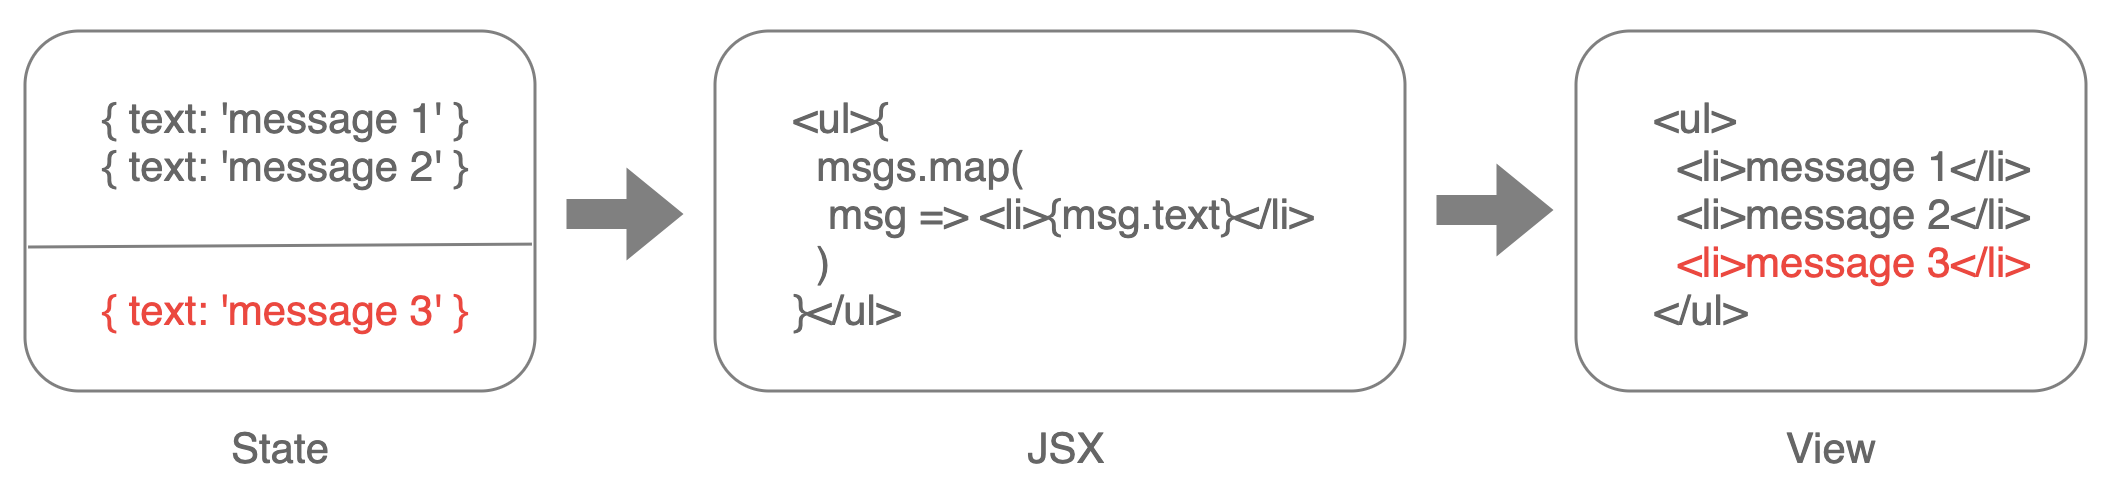 { text: 'message 1' }
{ text: 'message 2' }
{ text: 'message 3' }
State
<ul>{
msgs.map(
msg => <li>{msg.text}</li>
)
}</ul>
JSX
<ul>
<li>message 1</li>
<li>message 2</li>
<li>message 3</li>
</ul>
View